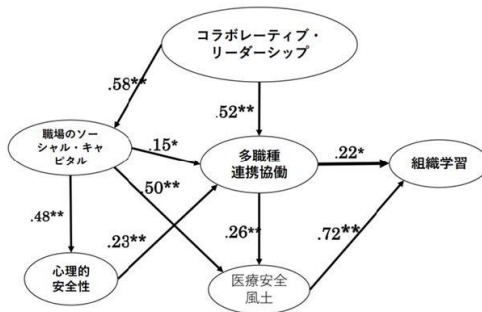 コラボレーティブ・
リーダーシップ
.58**
.52**
職場のソー
シャル・キャ
ピタル
.15*
多職種
連携協働
.22*
組織学習
.50**
.48**
.23**
.26**
.72**
心理的
安全性
医療安全
風土